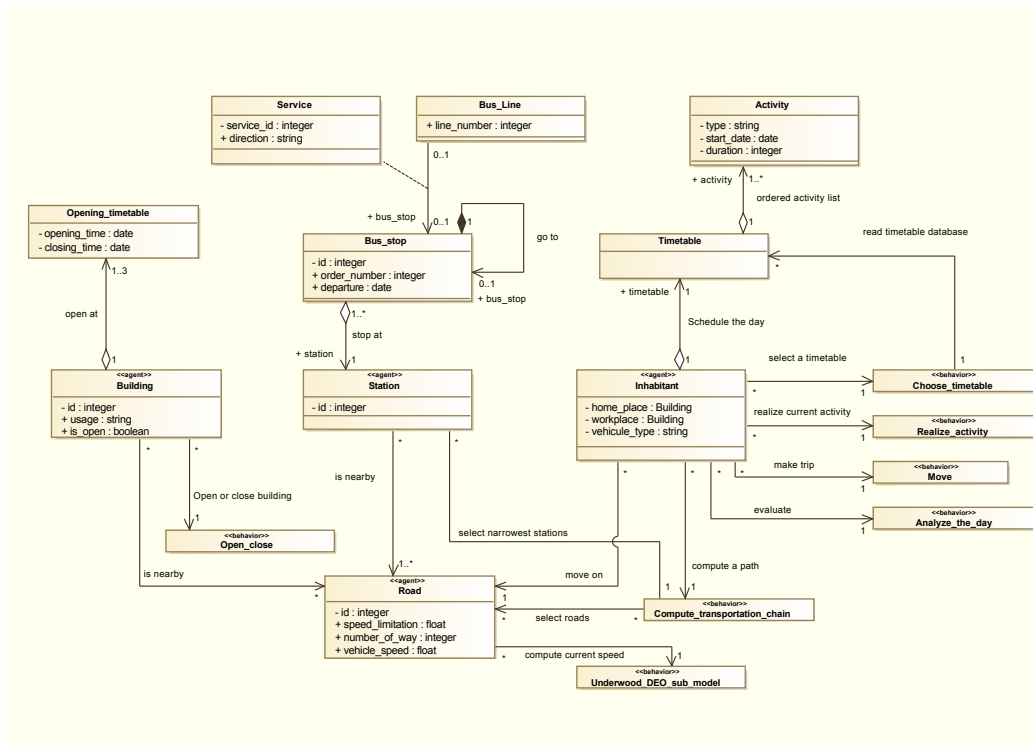 Service
- service_id : integer
+ direction : string
Bus_Line
+ line_number : integer
Activity
- type : string
- start_date : date
- duration : integer
0..1
+ activity
1..*
ordered activity list
Opening_timetable
- opening_time : date
- closing_time : date
+ bus_stop
0..1
1
Bus_stop
- id : integer
+ order_number : integer
+ departure : date
go to
0..1
+ bus_stop
1
Timetable
read timetable database
*
1..3
open at
1
1..*
stop at
+ station
1
+ timetable
1
Schedule the day
1
<<agent>>
Building
- id : integer
+ usage : string
+ is_open : boolean
<<agent>>
Station
- id : integer
<<agent>>
Inhabitant
- home_place : Building
- workplace : Building
- vehicule_type : string
select a timetable
*
1
1
<<behavior>>
Choose_timetable
realize current activity
*
1
<<behavior>>
Realize_activity
make trip
*
1
<<behavior>>
Move
evaluate
*
1
<<behavior>>
Analyze_the_day
*
*
Open or close building
1
<<behavior>>
Open_close
is nearby
*
*
is nearby
1..*
*
select narrowest stations
1
*
move on
1
*
compute a path
1
<<agent>>
Road
- id : integer
+ speed_limitation : float
+ number_of_way : integer
+ vehicle_speed : float
*
select roads
*
<<behavior>>
Compute_transportation_chain
*
compute current speed
1
<<behavior>>
Underwood_DEO_sub_model